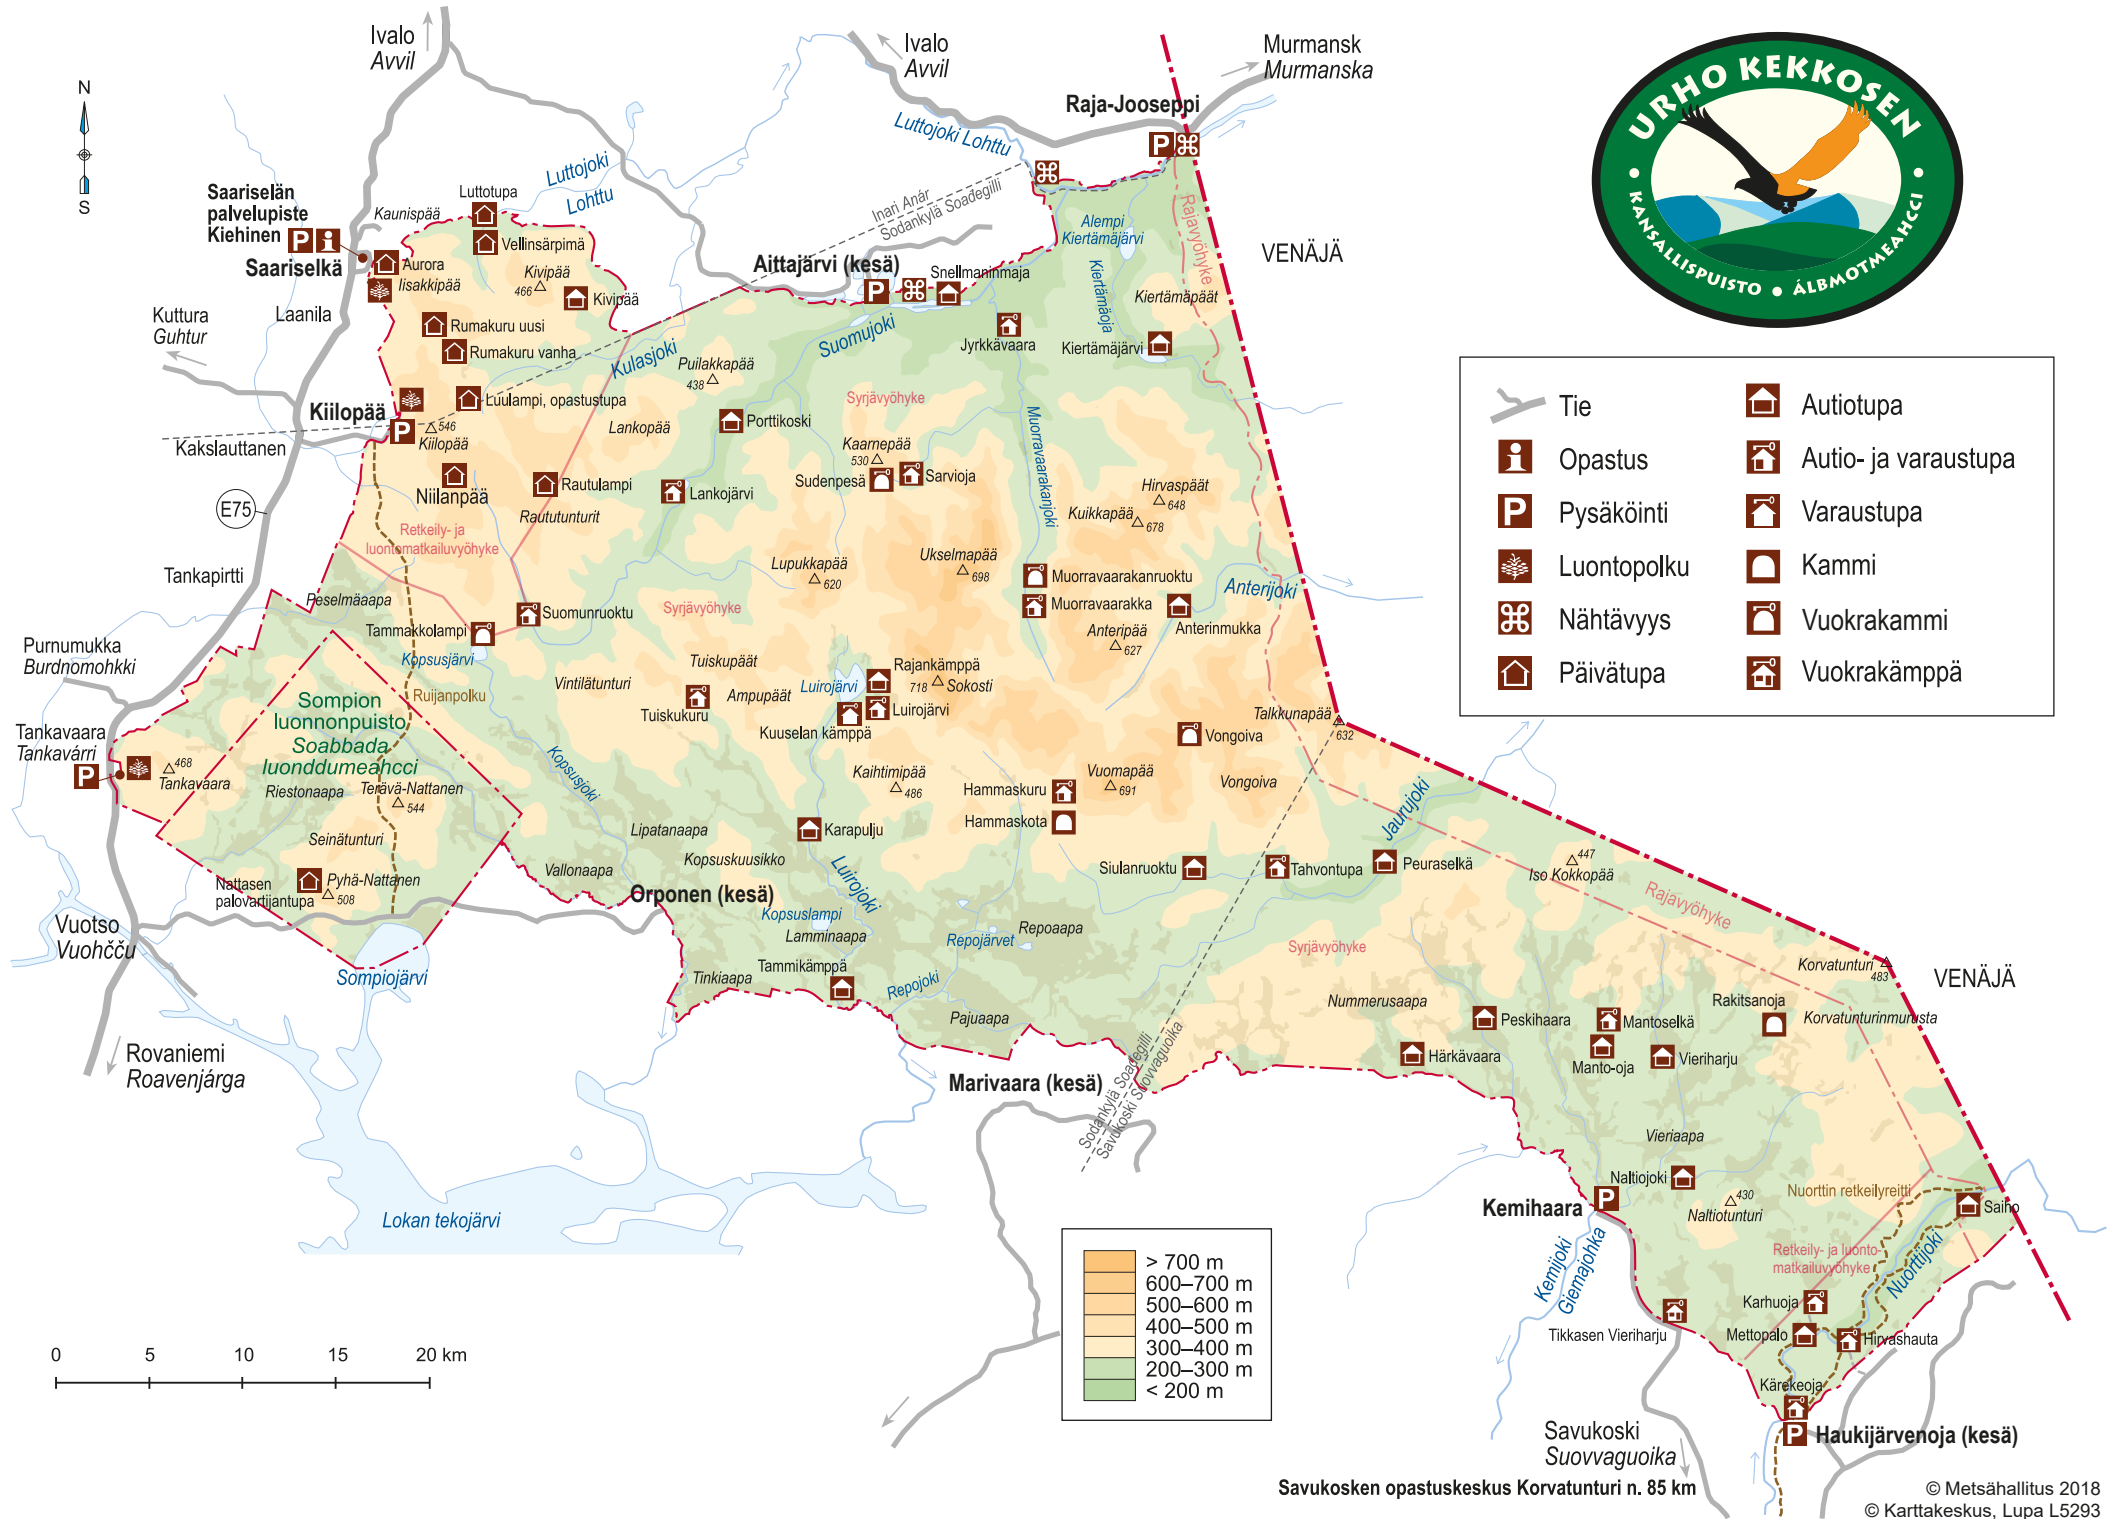 Ivalo
Avvil
Ivalo
Avvil
Murmansk
Murmanska
Raja-Jooseppi
N
S
URHO KEKKOSEN
• KANSALLISPUISTO • ÁLBMOTMEAHCCI •
Luttojoki Lohttu
Luttojoki
Lohttu
Saariselän
palvelupiste
Kiehinen
Saariselkä
Luttotupa
Kaunispää
Vellinsärpimä
Aurora
Iisakkipää
Kivipää
466
Kivipää
Inari Anár
Sodankylä Soađegilli
Alempi
Kiertämäjärvi
Rajavyöhyke
VENÄJÄ
Aittajärvi (kesä)
Snellmaninmaja
Kiertämäoja
Kiertämäpäät
Laanila
Kuttura
Guhtur
Rumakuru uusi
Rumakuru vanha
Kulasjoki
Suomujoki
Jyrkkävaara
Kiertämäjärvi
Puilakkapää
438
Syrjävyöhyke
Kiilopää
Luulampi, opastustupa
546
Kiilopää
Kakslauttanen
Lankopää
Porttikoski
Kaarnepää
530
Muorravaarakanjoki
Sudenpesä
Sarvioja
Niilanpää
Rautulampi
Raututunturit
Lankojärvi
Hirvaspäät
648
Kuikkapää
678
E75
Retkeily- ja
luontomatkailuvyöhyke
Lupukkapää
620
Ukselmapää
698
Muorravaarakanruoktu
Muorravaarakka
Anterijoki
Anterinmukka
Anteripää
627
Tankapirtti
Peselmäaapa
Suomunruoktu
Tammakkolampi
Kopsusjärvi
Syrjävyöhyke
Purnumukka
Burdnomohkki
Ruijanpolku
Vintilätunturi
Tuiskupäät
Tuiskukuru
Ampupäät
Luirojärvi
Rajankämppä
718
Sokosti
Luirojärvi
Kuuselan kämppä
Sompion
luonnonpuisto
Soabbada
luonddumeahcci
Tankavaara
Tankavárri
468
Tankavaara
Riestonaapa
Terävä-Nattanen
544
Seinätunturi
Kopsusjoki
Kaihtimipää
486
Hammaskuru
Hammaskota
Vuomapää
691
Vongoiva
Vongoiva
Talkkunapää
632
Jaurujoki
Lipatanaapa
Karapulju
Kopsuskuusikko
Vallonaapa
Nattasen
palovartijantupa
Pyhä-Nattanen
508
Orponen (kesä)
Luirojoki
Siulanruoktu
Tahvontupa
Peuraselkä
447
Iso Kokkopää
Rajavyöhyke
Vuotso
Vuohčču
Kopsuslampi
Lamminaapa
Repojärvet
Repoaapa
Syrjävyöhyke
Sompiojärvi
Tinkiaapa
Tammikämppä
Repojoki
Pajuaapa
Nummerusaapa
Korvatunturi
483
VENÄJÄ
Rakitsanoja
Korvatunturinmurusta
Peskihaara
Mantoselkä
Härkävaara
Manto-oja
Vieriharju
Rovaniemi
Roavenjárga
Marivaara (kesä)
Sodankylä Soađegilli
Savukoski Suovvaguoika
Vieriaapa
Naltiojoki
430
Naltiotunturi
Nuorttin retkeilyreitti
Saiho
Lokan tekojärvi
Kemihaara
Kemijoki
Giemajohka
Retkeily- ja luonto-
matkailuvyöhyke
Nuorttijoki
Karhuoja
Mettopalo
Hirvashauta
Tikkasen Vieriharju
Kärekeoja
Haukijärvenoja (kesä)
Savukoski
Suovvaguoika
Savukosken opastuskeskus Korvatunturi n. 85 km
Tie
Opastus
Pysäköinti
Luontopolku
Nähtävyys
Päivätupa
Autiotupa
Autio- ja varaustupa
Varaustupa
Kammi
Vuokrakammi
Vuokrakämppä
> 700 m
600–700 m
500–600 m
400–500 m
300–400 m
200–300 m
< 200 m
0 5 10 15 20 km
© Metsähallitus 2018
© Karttakeskus, Lupa L5293